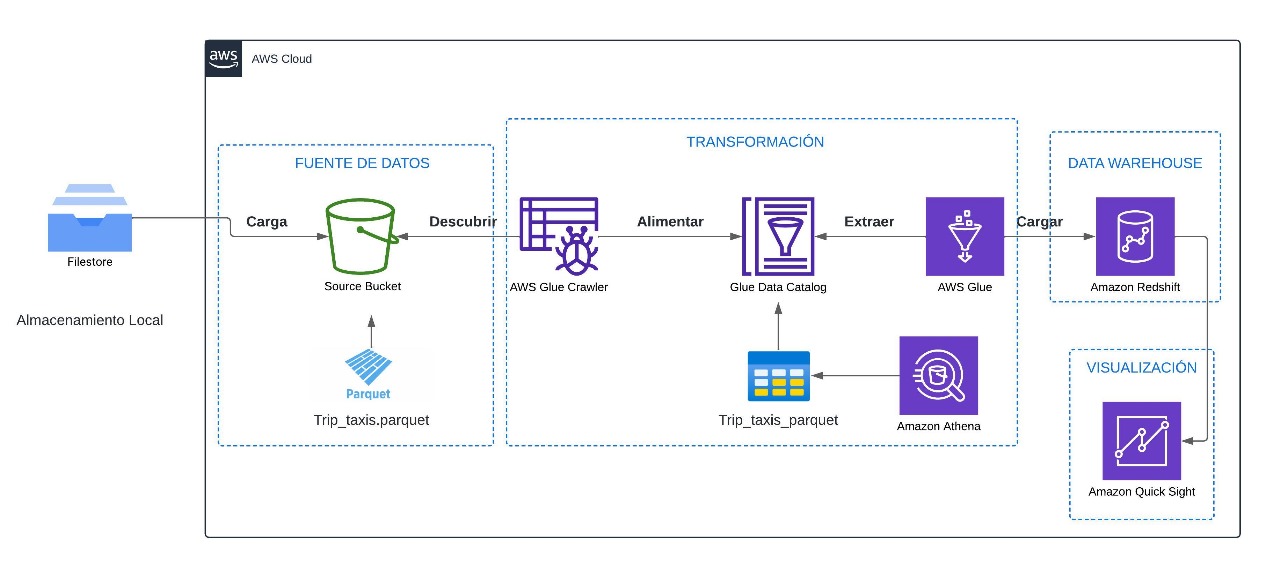 aws
AWS Cloud
FUENTE DE DATOS
TRANSFORMACIÓN
DATA WAREHOUSE
Carga
Descubrir
Alimentar
Extraer
Cargar
Filestore
Source Bucket
AWS Glue Crawler
Glue Data Catalog
AWS Glue
Amazon Redshift
Almacenamiento Local
Parquet
Trip_taxis.parquet
Trip_taxis_parquet
Amazon Athena
VISUALIZACIÓN
Amazon Quick Sight